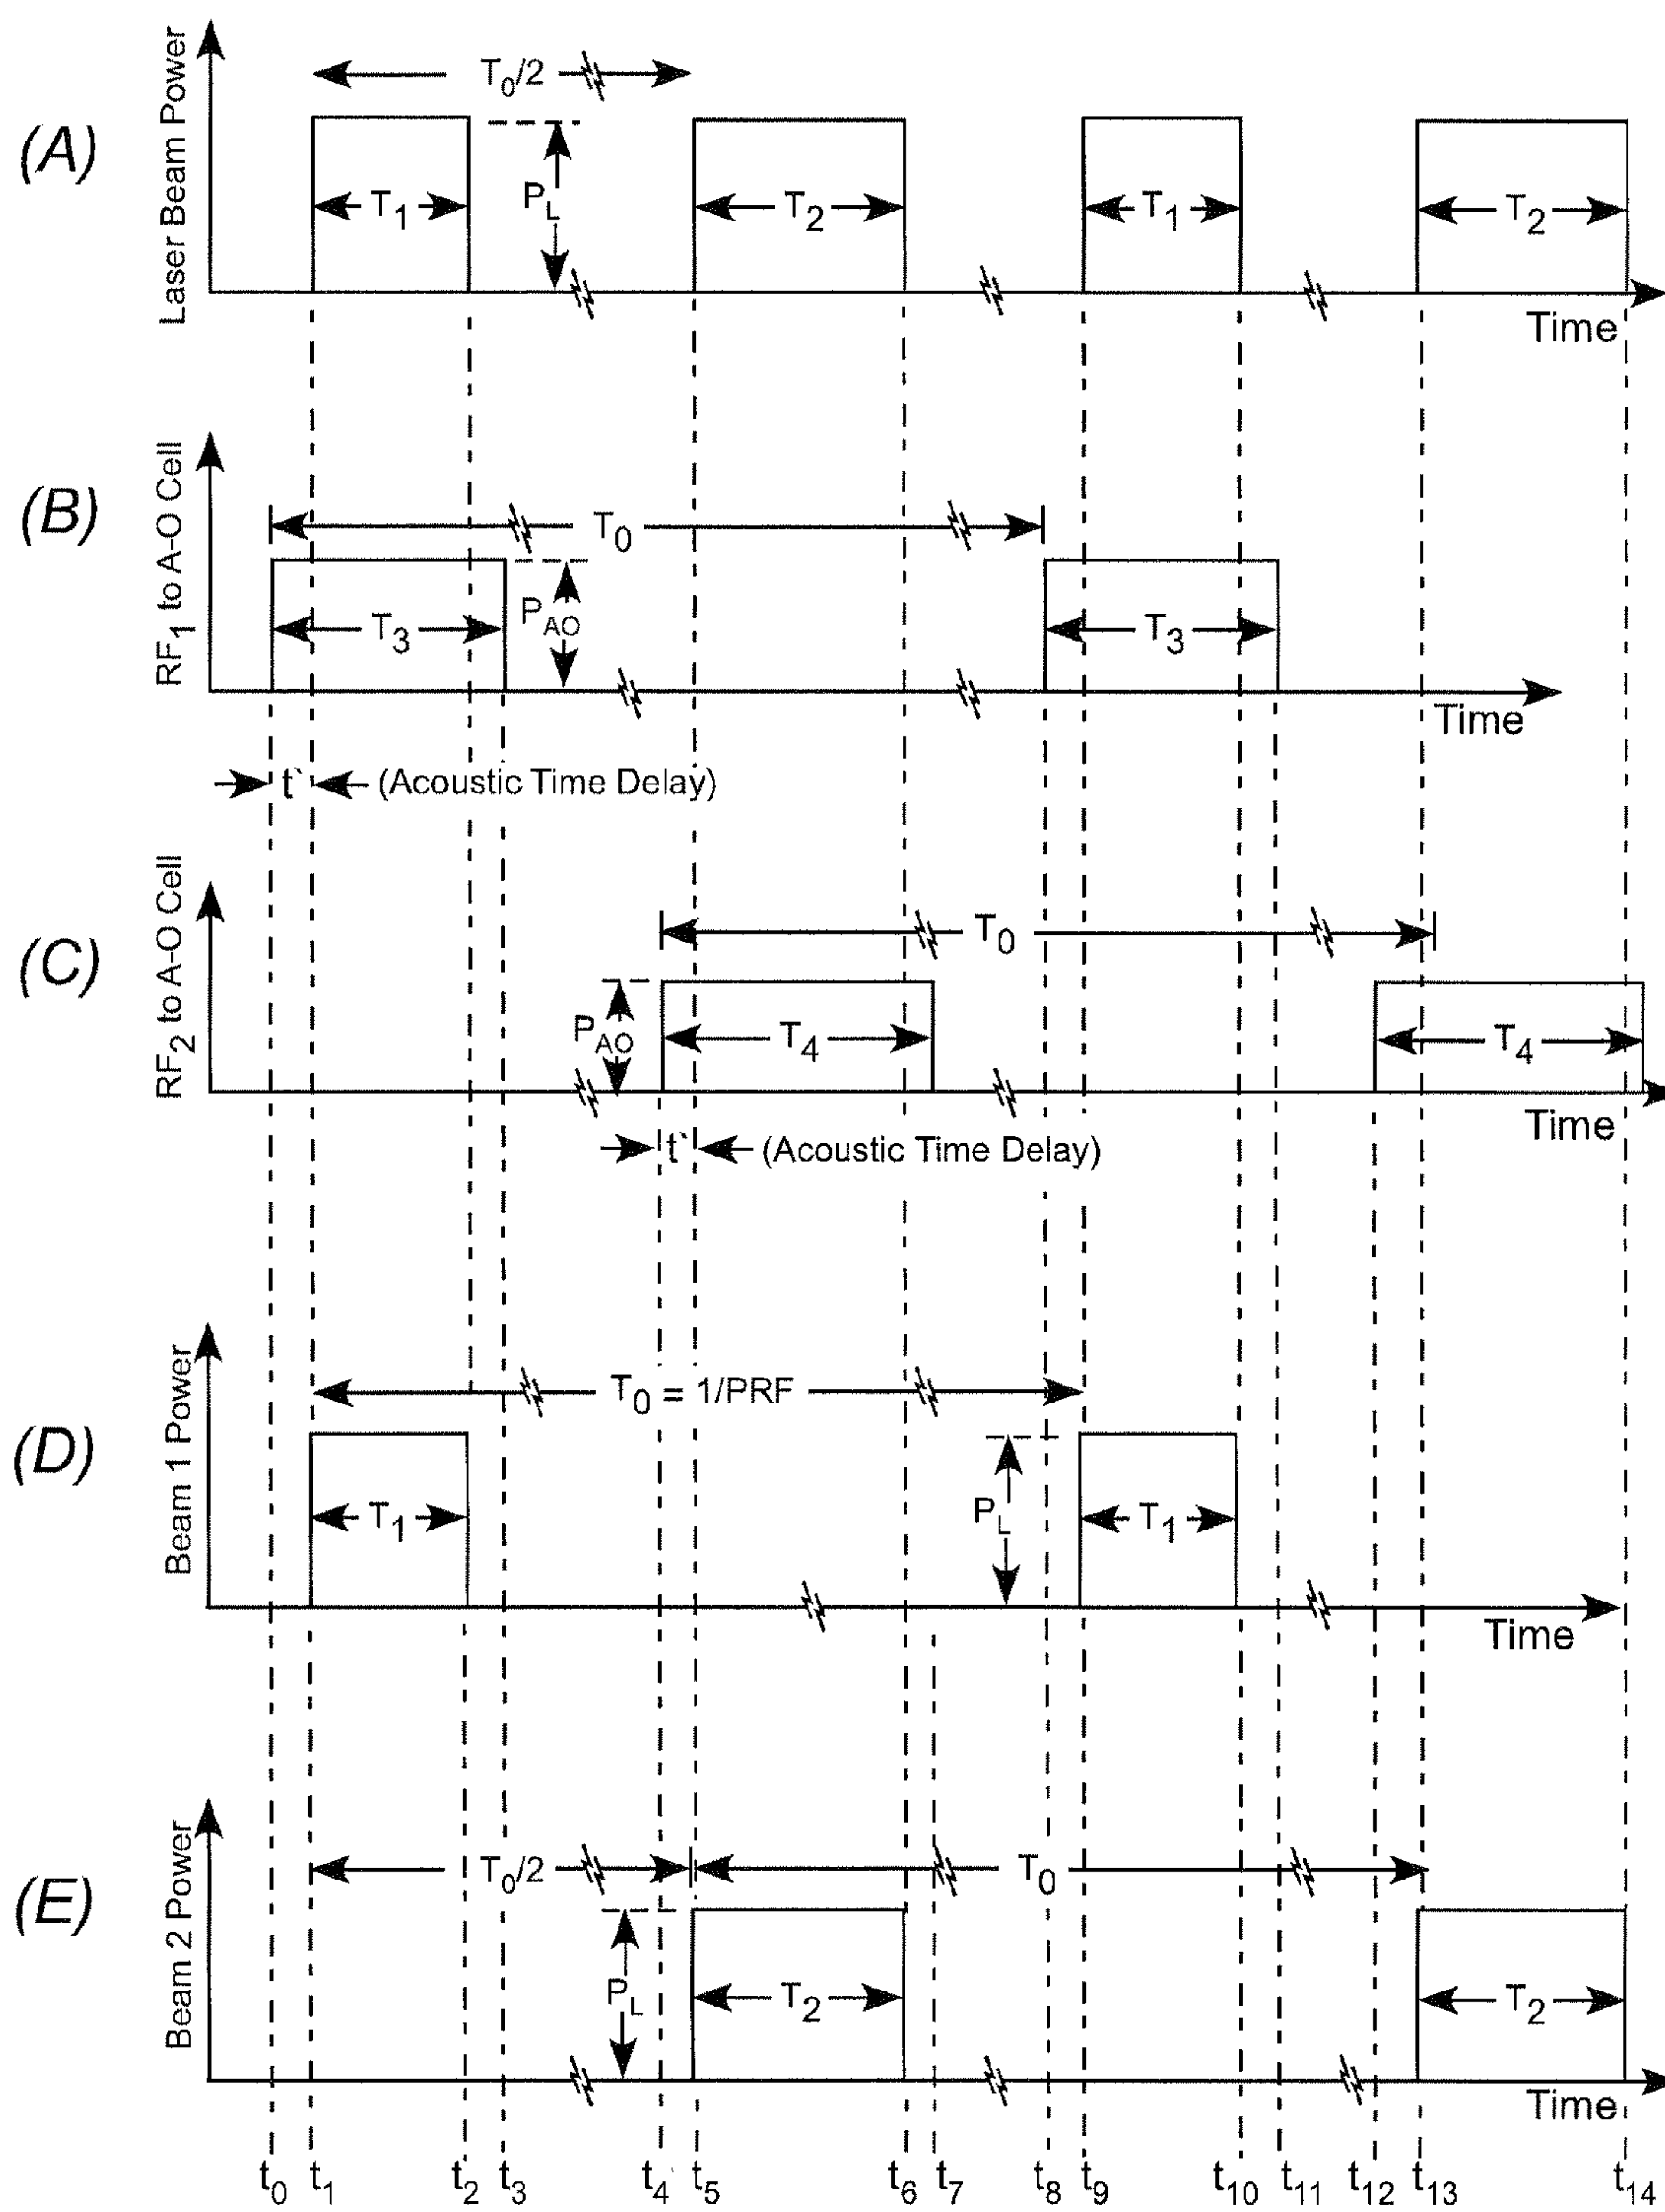 (A)
Laser Beam Power
T0/2
T1
PL
T2
T1
T2
Time
(B)
RF1 to A-O Cell
T0
T3
PAO
T3
Time
t` (Acoustic Time Delay)
(C)
RF2 to A-O Cell
T0
PAO
T4
T4
Time
t` (Acoustic Time Delay)
(D)
Beam 1 Power
T0 = 1/PRF
T1
PL
T1
Time
(E)
Beam 2 Power
T0/2
T0
PL
T2
T2
Time
t0 t1 t2 t3 t4 t5 t6 t7 t8 t9 t10 t11 t12 t13 t14